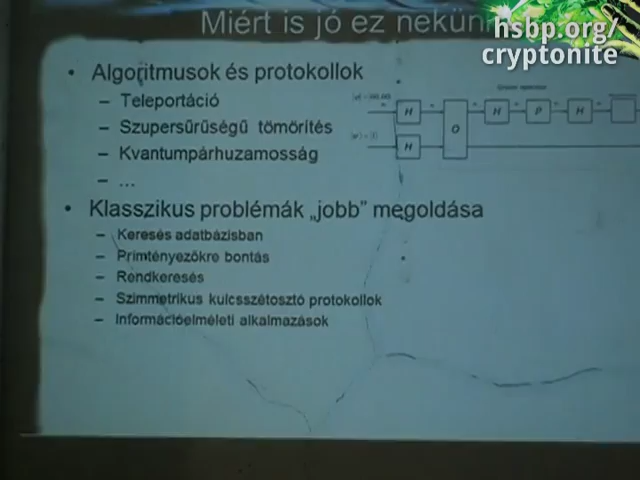 Miért is jó ez nekünk
hsbp.org/
cryptonite
• Algoritmusok és protokollok
– Teleportáció
– Szupersűrűségű tömörítés
– Kvantumpárhuzamosság
– ...
• Klasszikus problémák „jobb” megoldása
– Keresés adatbázisban
– Prímtényezőkre bontás
– Rendkeresés
– Szimmetrikus kulcsszétosztó protokollok
– Információelméleti alkalmazások
H O H P H
H